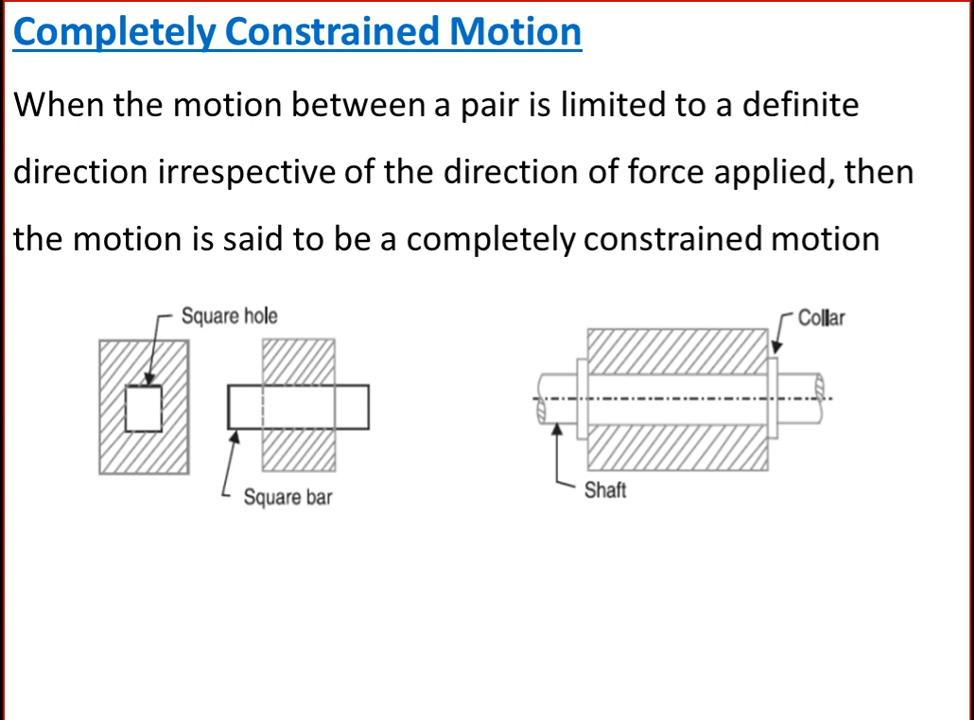 Completely Constrained Motion
When the motion between a pair is limited to a definite
direction irrespective of the direction of force applied, then
the motion is said to be a completely constrained motion
Square hole
Collar
Square bar
Shaft